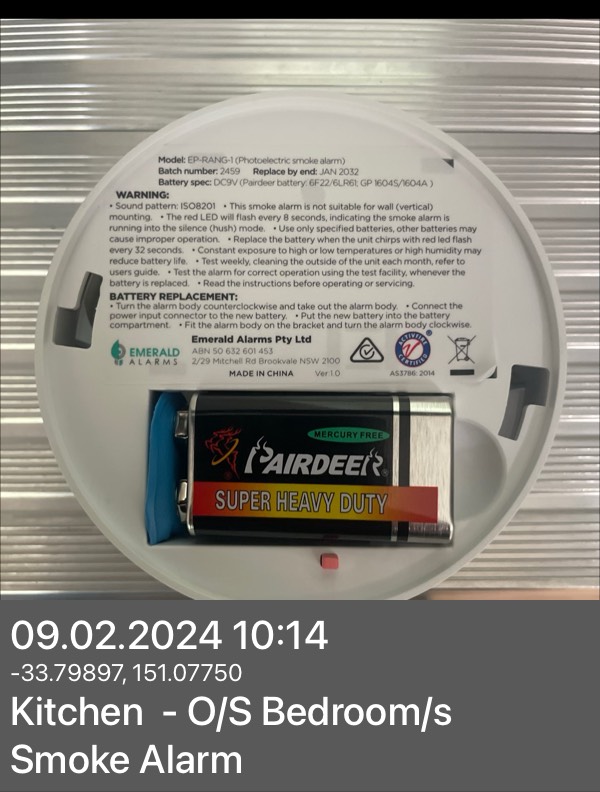 Model: EP-RANG-1 (Photoelectric smoke alarm)
Batch number: 2459 Replace by end: JAN 2032
Battery spec: DC9V (Pairdeer battery: 6F22/6LR61; GP 1604S/1604A )
WARNING:
• Sound pattern: ISO8201 • This smoke alarm is not suitable for wall (vertical)
mounting. • The red LED will flash every 8 seconds, indicating the smoke alarm is
running into the silence (hush) mode. • Use only specified batteries, other batteries may
cause improper operation. • Replace the battery when the unit chirps with red led flash
every 32 seconds. • Constant exposure to high or low temperatures or high humidity may
reduce battery life. • Test weekly, cleaning the outside of the unit each month, refer to
users guide. • Test the alarm for correct operation using the test facility, whenever the
battery is replaced. • Read the instructions before operating or servicing.
BATTERY REPLACEMENT:
• Turn the alarm body counterclockwise and take out the alarm body. • Connect the
power input connector to the new battery. • Put the new battery into the battery
compartment. • Fit the alarm body on the bracket and turn the alarm body clockwise.
EMERALD
ALARMS
Emerald Alarms Pty Ltd
ABN 50 632 601 453
2/29 Mitchell Rd Brookvale NSW 2100
MADE IN CHINA Ver 1.0
ACTIVFIRE
CERTIFIED
AS3786: 2014
MERCURY FREE
PAIRDEER
SUPER HEAVY DUTY
09.02.2024 10:14
-33.79897, 151.07750
Kitchen - O/S Bedroom/s
Smoke Alarm